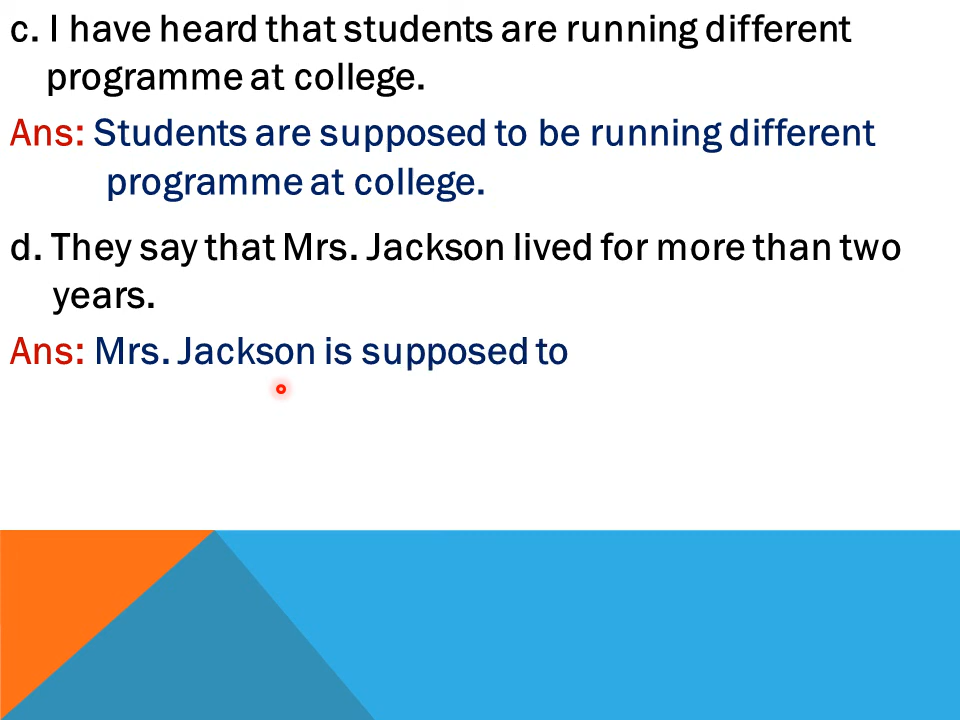 c. I have heard that students are running different
programme at college.
Ans: Students are supposed to be running different
programme at college.
d. They say that Mrs. Jackson lived for more than two
years.
Ans: Mrs. Jackson is supposed to